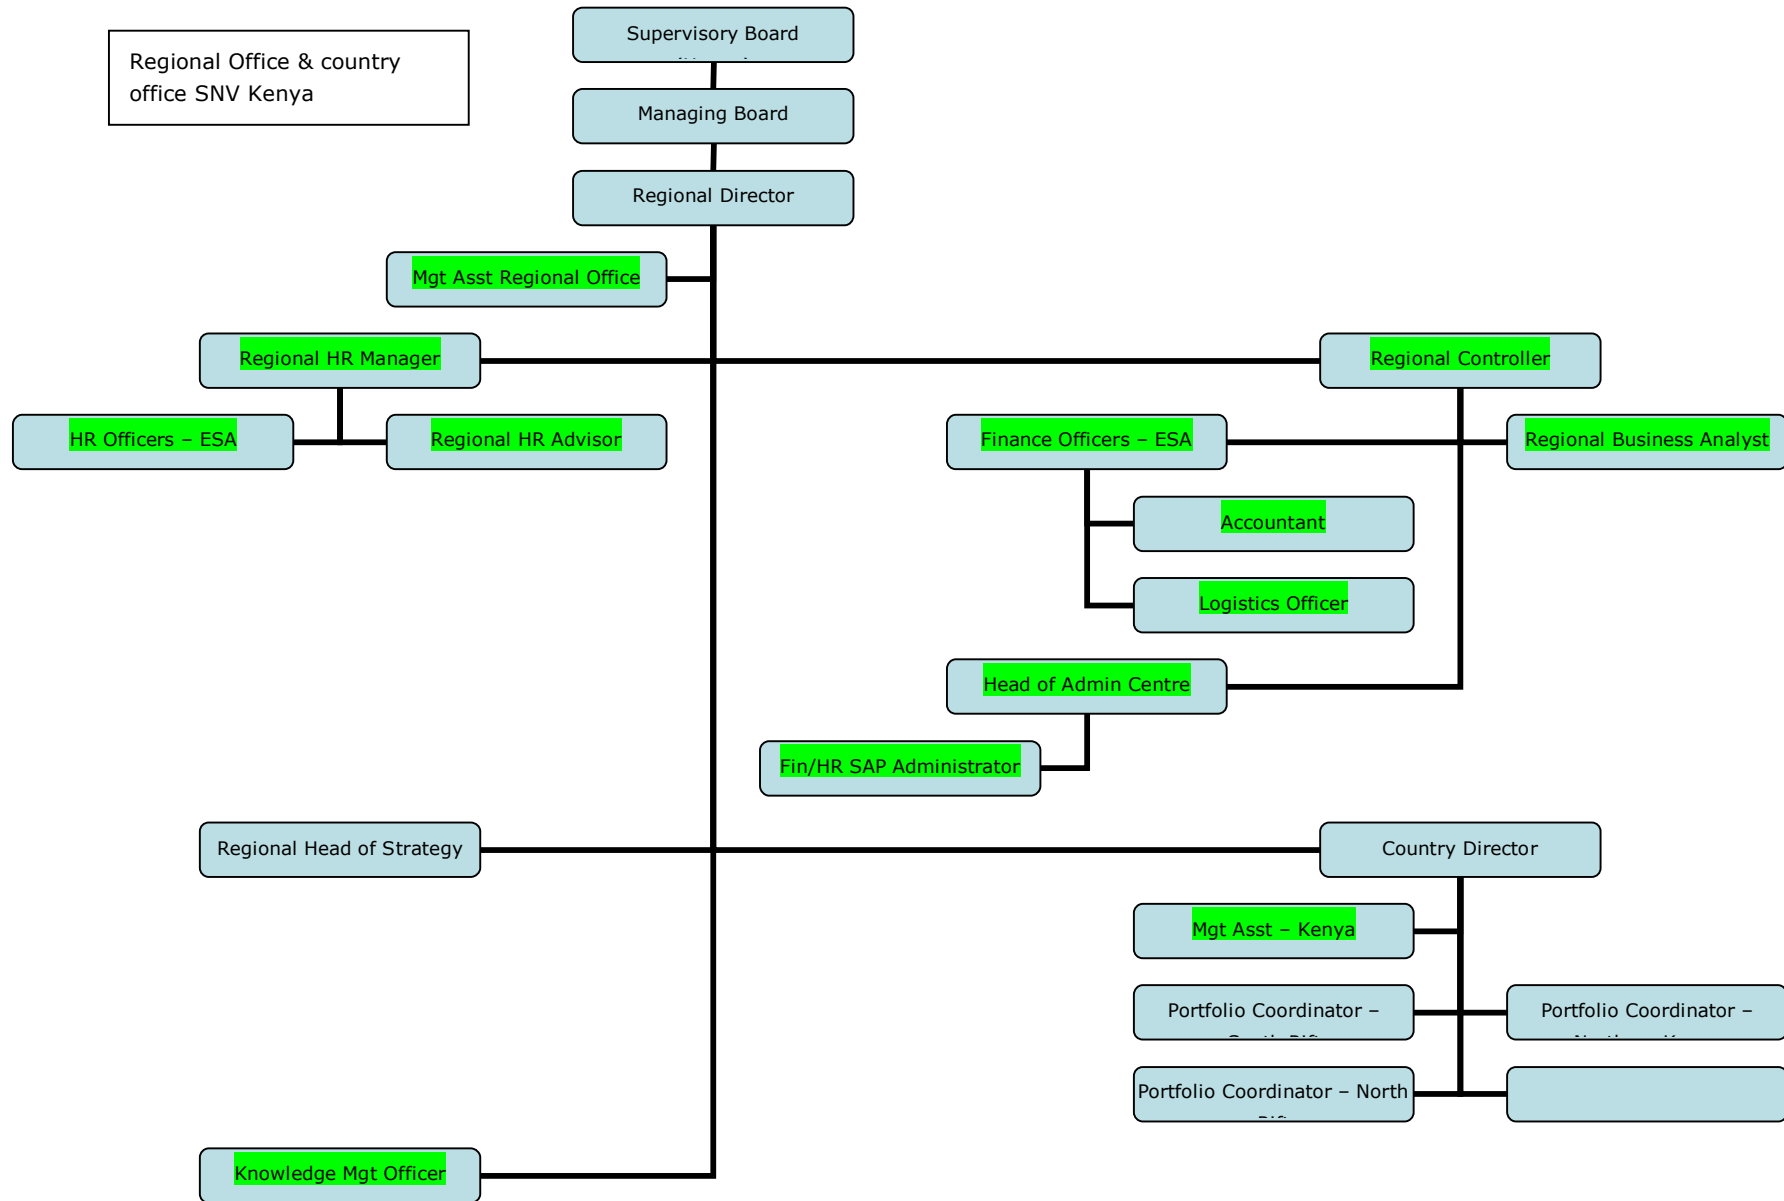 Regional Office & country
office SNV Kenya
Supervisory Board
Managing Board
Regional Director
Mgt Asst Regional Office
Regional HR Manager
Regional Controller
HR Officers – ESA
Regional HR Advisor
Finance Officers – ESA
Regional Business Analyst
Accountant
Logistics Officer
Head of Admin Centre
Fin/HR SAP Administrator
Regional Head of Strategy
Country Director
Mgt Asst – Kenya
Portfolio Coordinator –
Portfolio Coordinator –
Portfolio Coordinator – North
Knowledge Mgt Officer